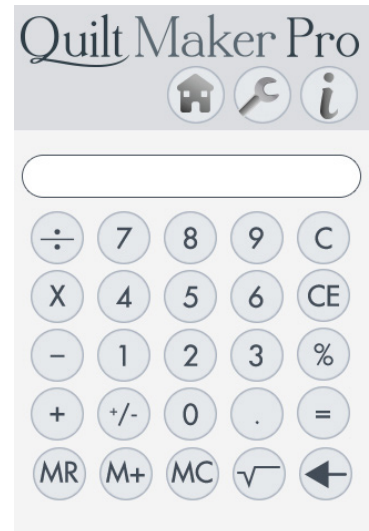 Quilt Maker Pro
i
÷ 7 8 9 C
X 4 5 6 CE
− 1 2 3 %
+ +/- 0 . =
MR M+ MC √